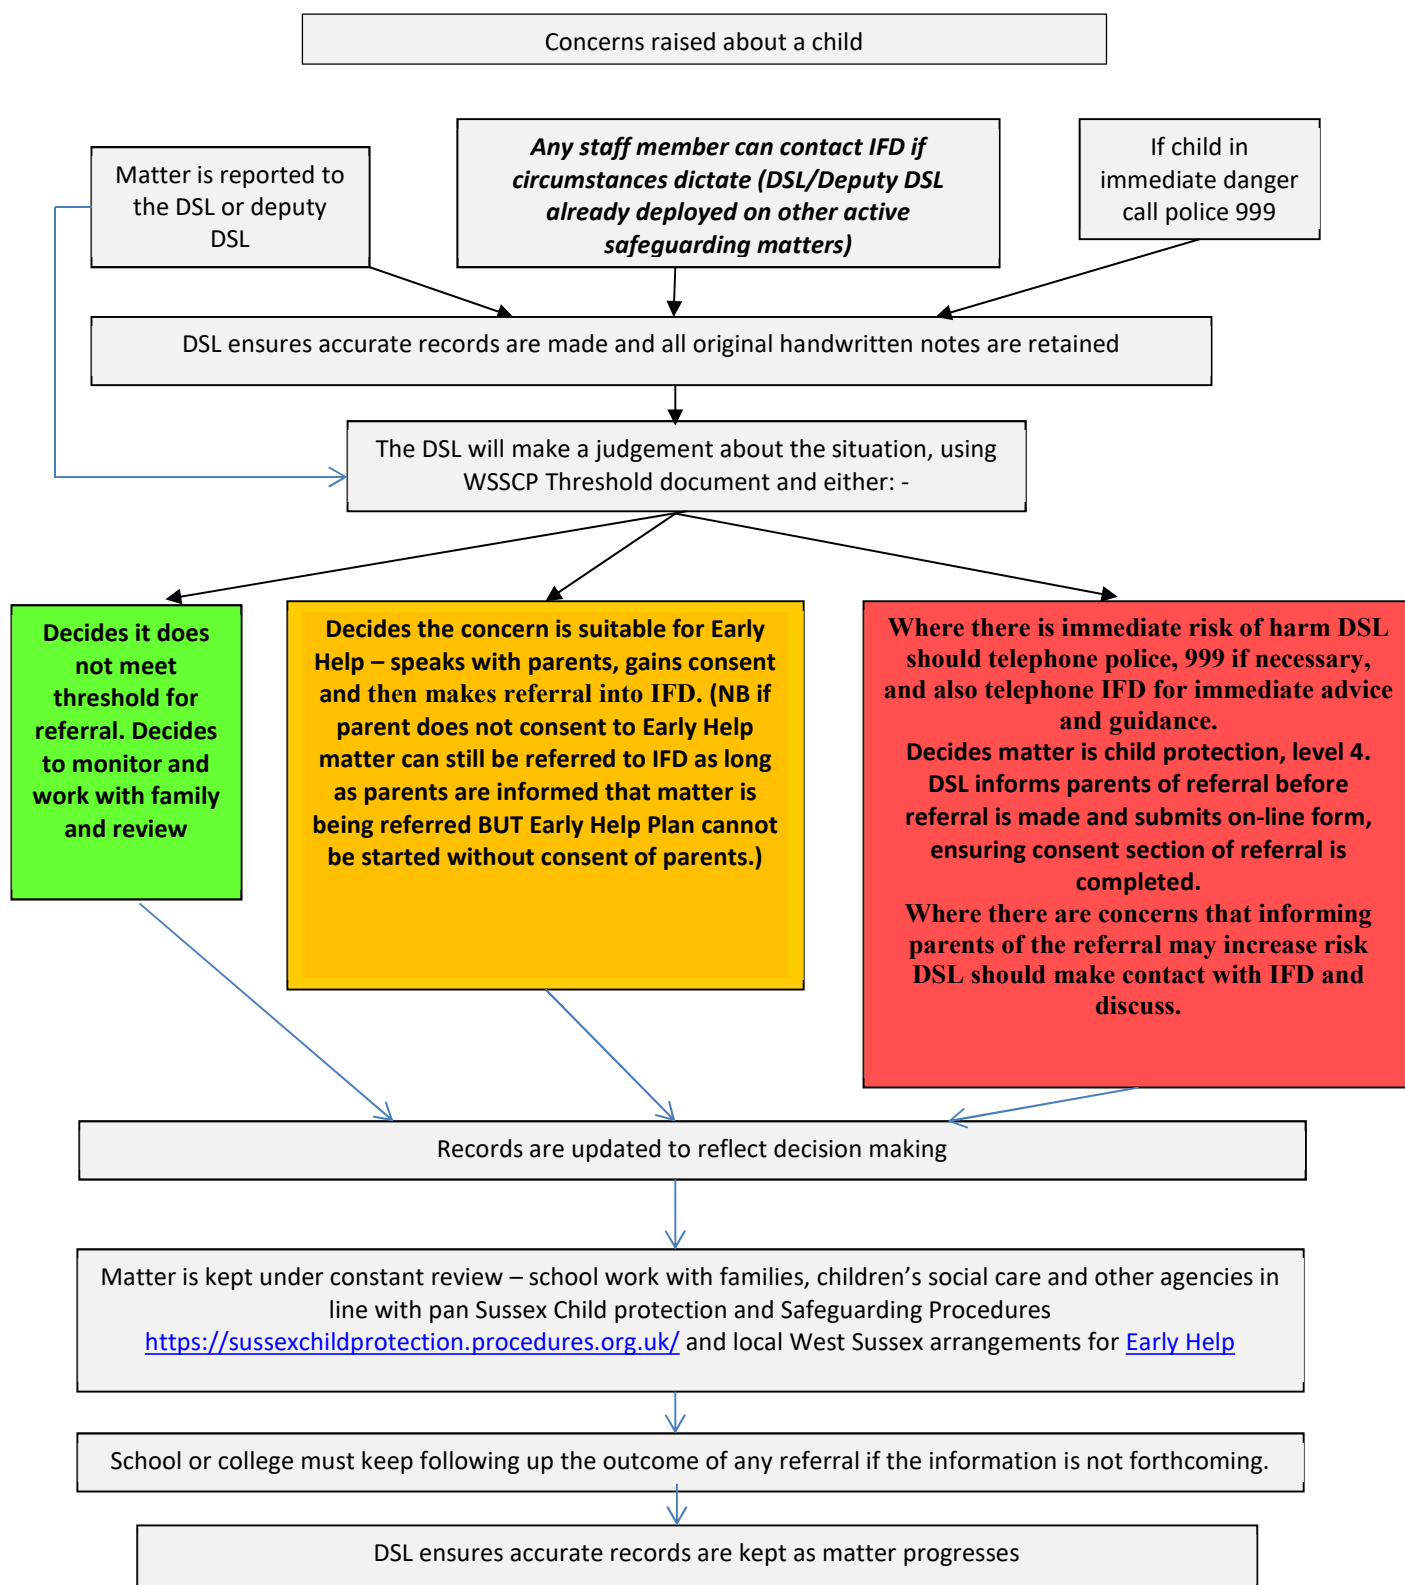 Concerns raised about a child
Matter is reported to
the DSL or deputy
DSL
Any staff member can contact IFD if
circumstances dictate (DSL/Deputy DSL
already deployed on other active
safeguarding matters)
If child in
immediate danger
call police 999
DSL ensures accurate records are made and all original handwritten notes are retained
The DSL will make a judgement about the situation, using
WSSCP Threshold document and either: -
Decides it does
not meet
threshold for
referral. Decides
to monitor and
work with family
and review
Decides the concern is suitable for Early
Help – speaks with parents, gains consent
and then makes referral into IFD. (NB if
parent does not consent to Early Help
matter can still be referred to IFD as long
as parents are informed that matter is
being referred BUT Early Help Plan cannot
be started without consent of parents.)
Where there is immediate risk of harm DSL
should telephone police, 999 if necessary,
and also telephone IFD for immediate advice
and guidance.
Decides matter is child protection, level 4.
DSL informs parents of referral before
referral is made and submits on-line form,
ensuring consent section of referral is
completed.
Where there are concerns that informing
parents of the referral may increase risk
DSL should make contact with IFD and
discuss.
Records are updated to reflect decision making
Matter is kept under constant review – school work with families, children’s social care and other agencies in
line with pan Sussex Child protection and Safeguarding Procedures
https://sussexchildprotection.procedures.org.uk/ and local West Sussex arrangements for Early Help
School or college must keep following up the outcome of any referral if the information is not forthcoming.
DSL ensures accurate records are kept as matter progresses